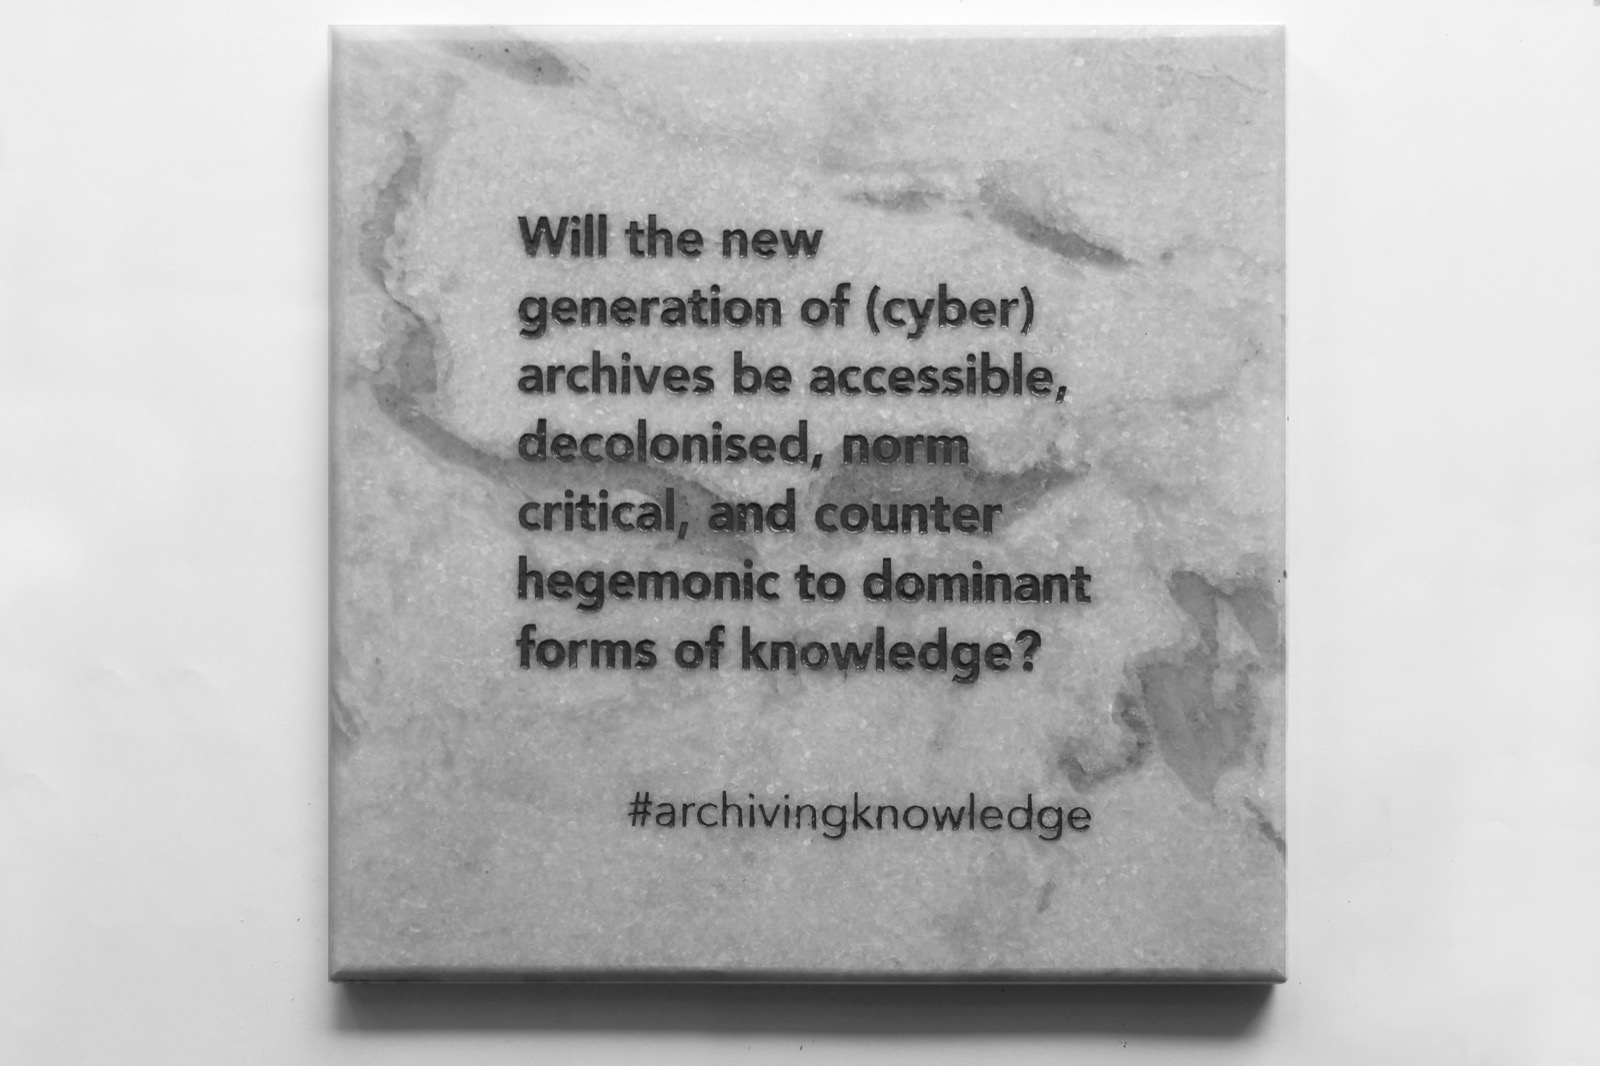 Will the new
generation of (cyber)
archives be accessible,
decolonised, norm
critical, and counter
hegemonic to dominant
forms of knowledge?
#archivingknowledge